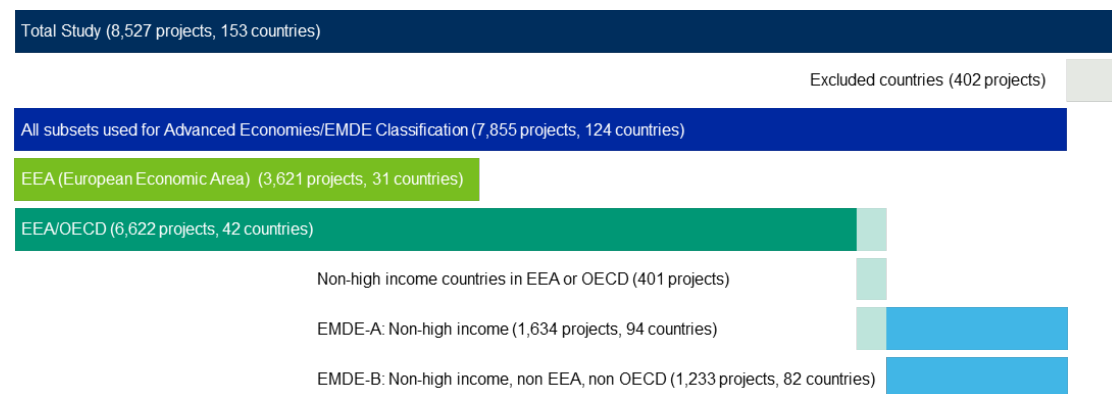 Total Study (8,527 projects, 153 countries)
Excluded countries (402 projects)
All subsets used for Advanced Economies/EMDE Classification (7,855 projects, 124 countries)
EEA (European Economic Area) (3,621 projects, 31 countries)
EEA/OECD (6,622 projects, 42 countries)
Non-high income countries in EEA or OECD (401 projects)
EMDE-A: Non-high income (1,634 projects, 94 countries)
EMDE-B: Non-high income, non EEA, non OECD (1,233 projects, 82 countries)